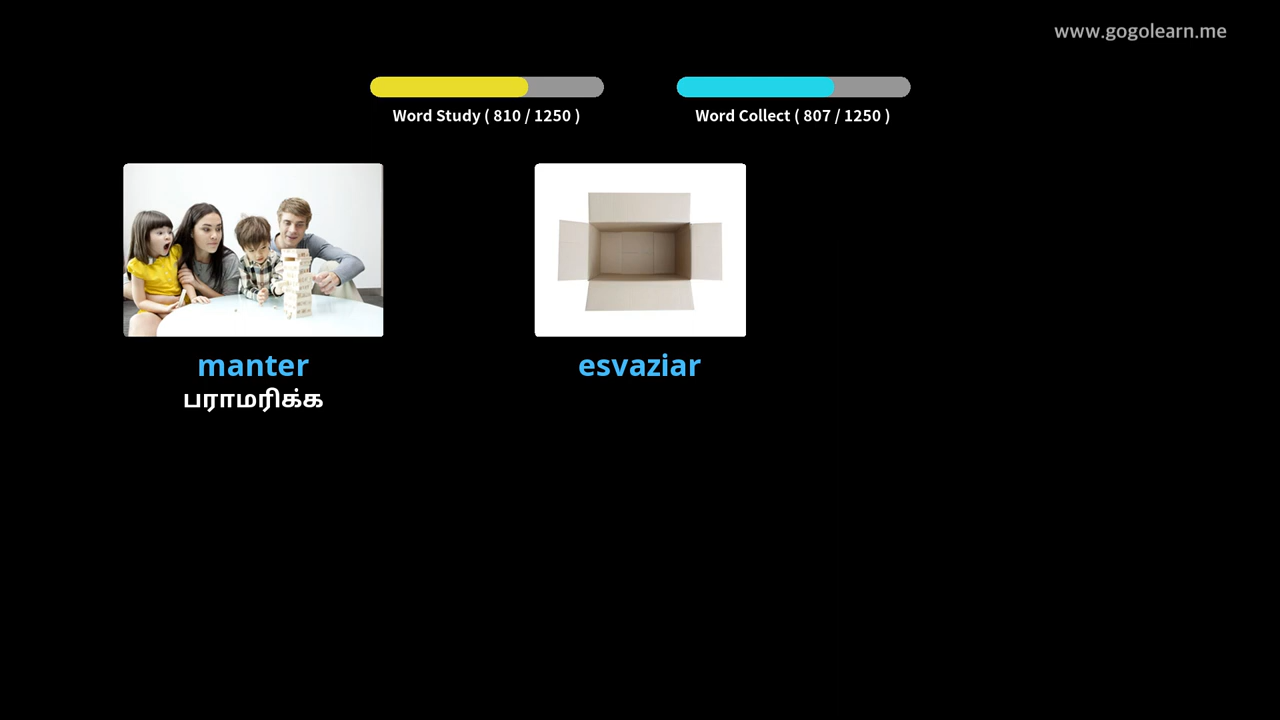 www.gogolearn.me
Word Study ( 810 / 1250 )
Word Collect ( 807 / 1250 )
manter
பராமரிக்க
esvaziar